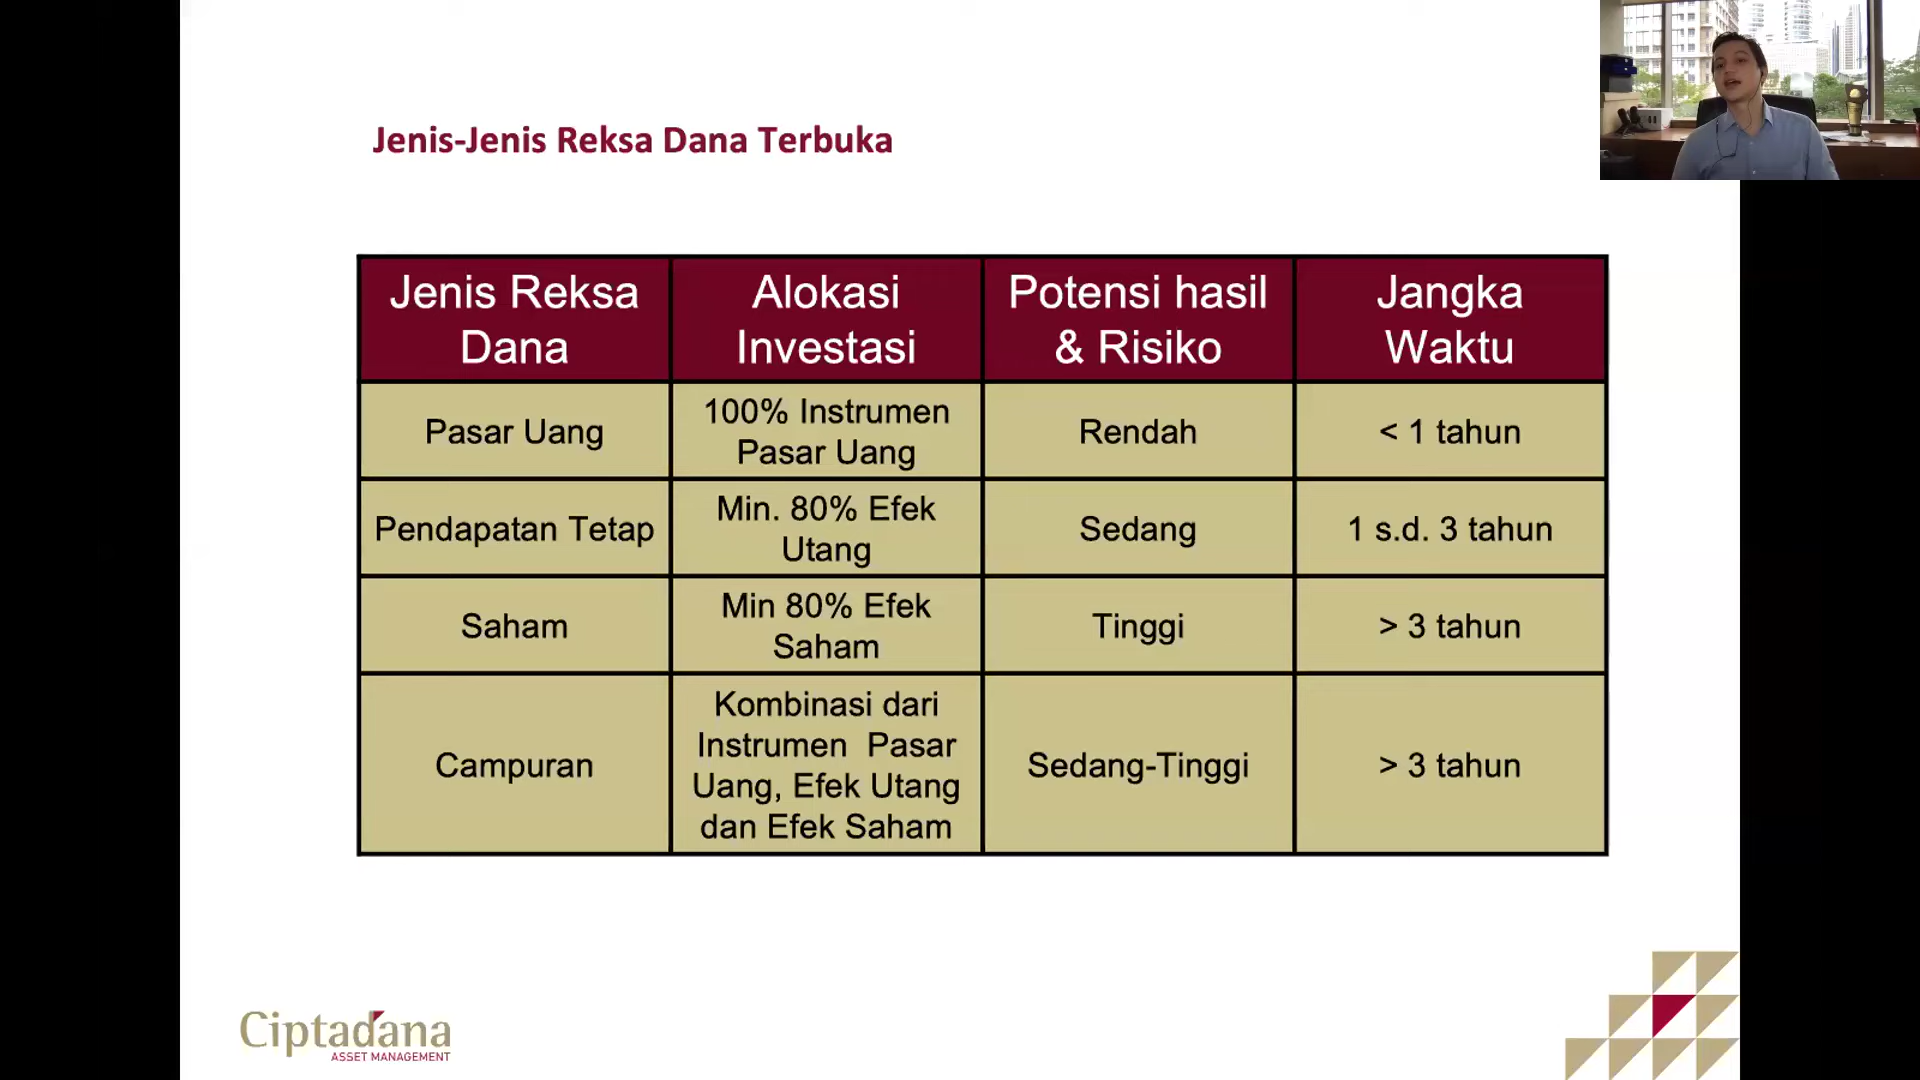 Jenis-Jenis Reksa Dana Terbuka
Jenis Reksa
Dana
Alokasi
Investasi
Potensi hasil
& Risiko
Jangka
Waktu
Pasar Uang
100% Instrumen
Pasar Uang
Rendah
< 1 tahun
Pendapatan Tetap
Min. 80% Efek
Utang
Sedang
1 s.d. 3 tahun
Saham
Min 80% Efek
Saham
Tinggi
> 3 tahun
Campuran
Kombinasi dari
Instrumen Pasar
Uang, Efek Utang
dan Efek Saham
Sedang-Tinggi
> 3 tahun
Ciptadana
ASSET MANAGEMENT